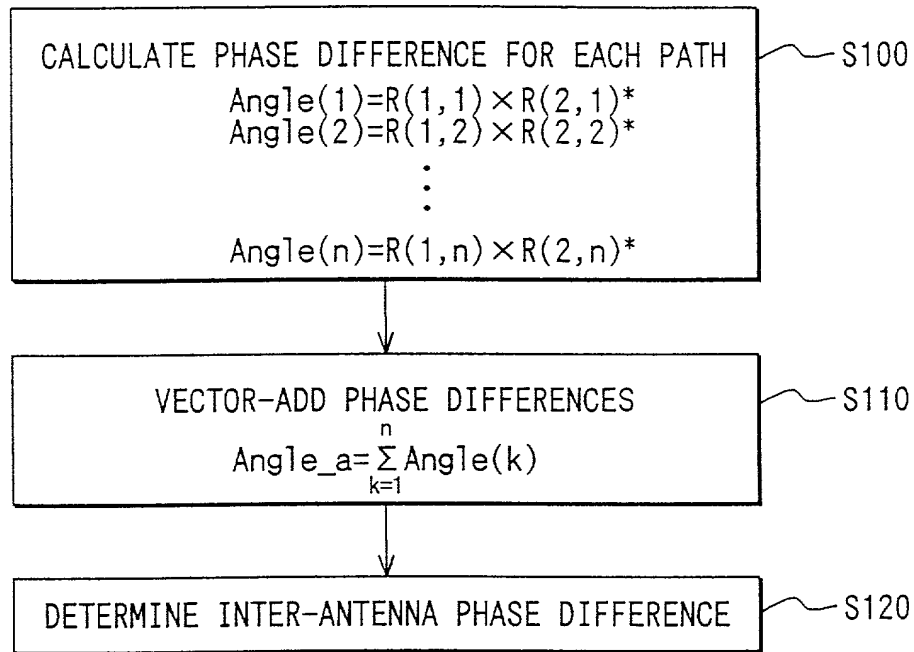 CALCULATE PHASE DIFFERENCE FOR EACH PATH
S100
Angle(1)=R(1,1)×R(2,1)*
Angle(2)=R(1,2)×R(2,2)*
⋮
Angle(n)=R(1,n)×R(2,n)*
VECTOR-ADD PHASE DIFFERENCES
S110
n
Angle_a=ΣAngle(k)
k=1
DETERMINE INTER-ANTENNA PHASE DIFFERENCE
S120